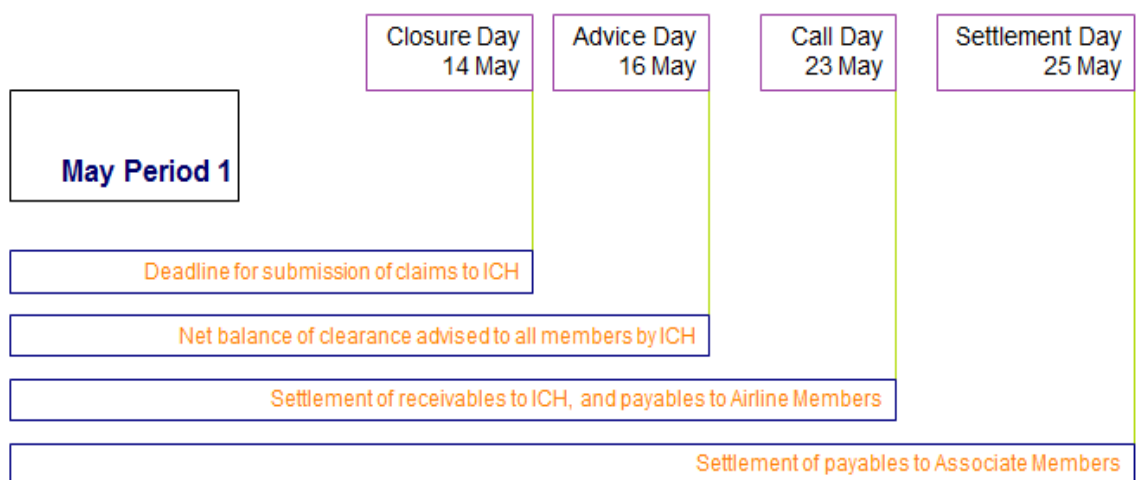 Closure Day
14 May
Advice Day
16 May
Call Day
23 May
Settlement Day
25 May
May Period 1
Deadline for submission of claims to ICH
Net balance of clearance advised to all members by ICH
Settlement of receivables to ICH, and payables to Airline Members
Settlement of payables to Associate Members